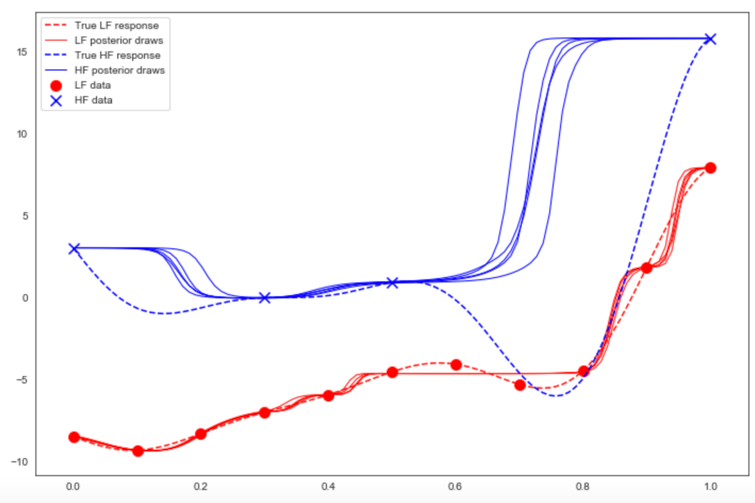 True LF response
LF posterior draws
True HF response
HF posterior draws
LF data
HF data
15
10
5
0
−5
−10
0.0 0.2 0.4 0.6 0.8 1.0